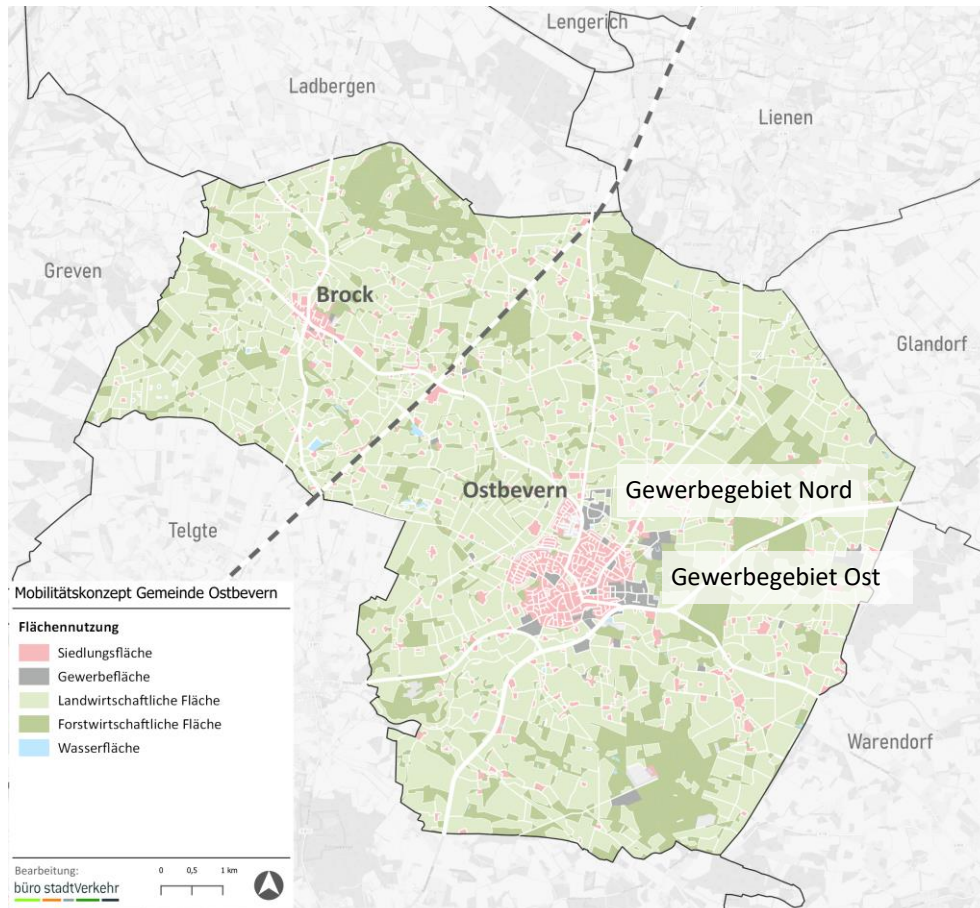 Lengerich
Ladbergen
Lienen
Greven
Brock
Glandorf
Ostbevern
Gewerbegebiet Nord
Telgte
Gewerbegebiet Ost
Mobilitätskonzept Gemeinde Ostbevern
Flächennutzung
Siedlungsfläche
Gewerbefläche
Landwirtschaftliche Fläche
Forstwirtschaftliche Fläche
Wasserfläche
Warendorf
Bearbeitung:
büro stadtVerkehr
0 0,5 1 km